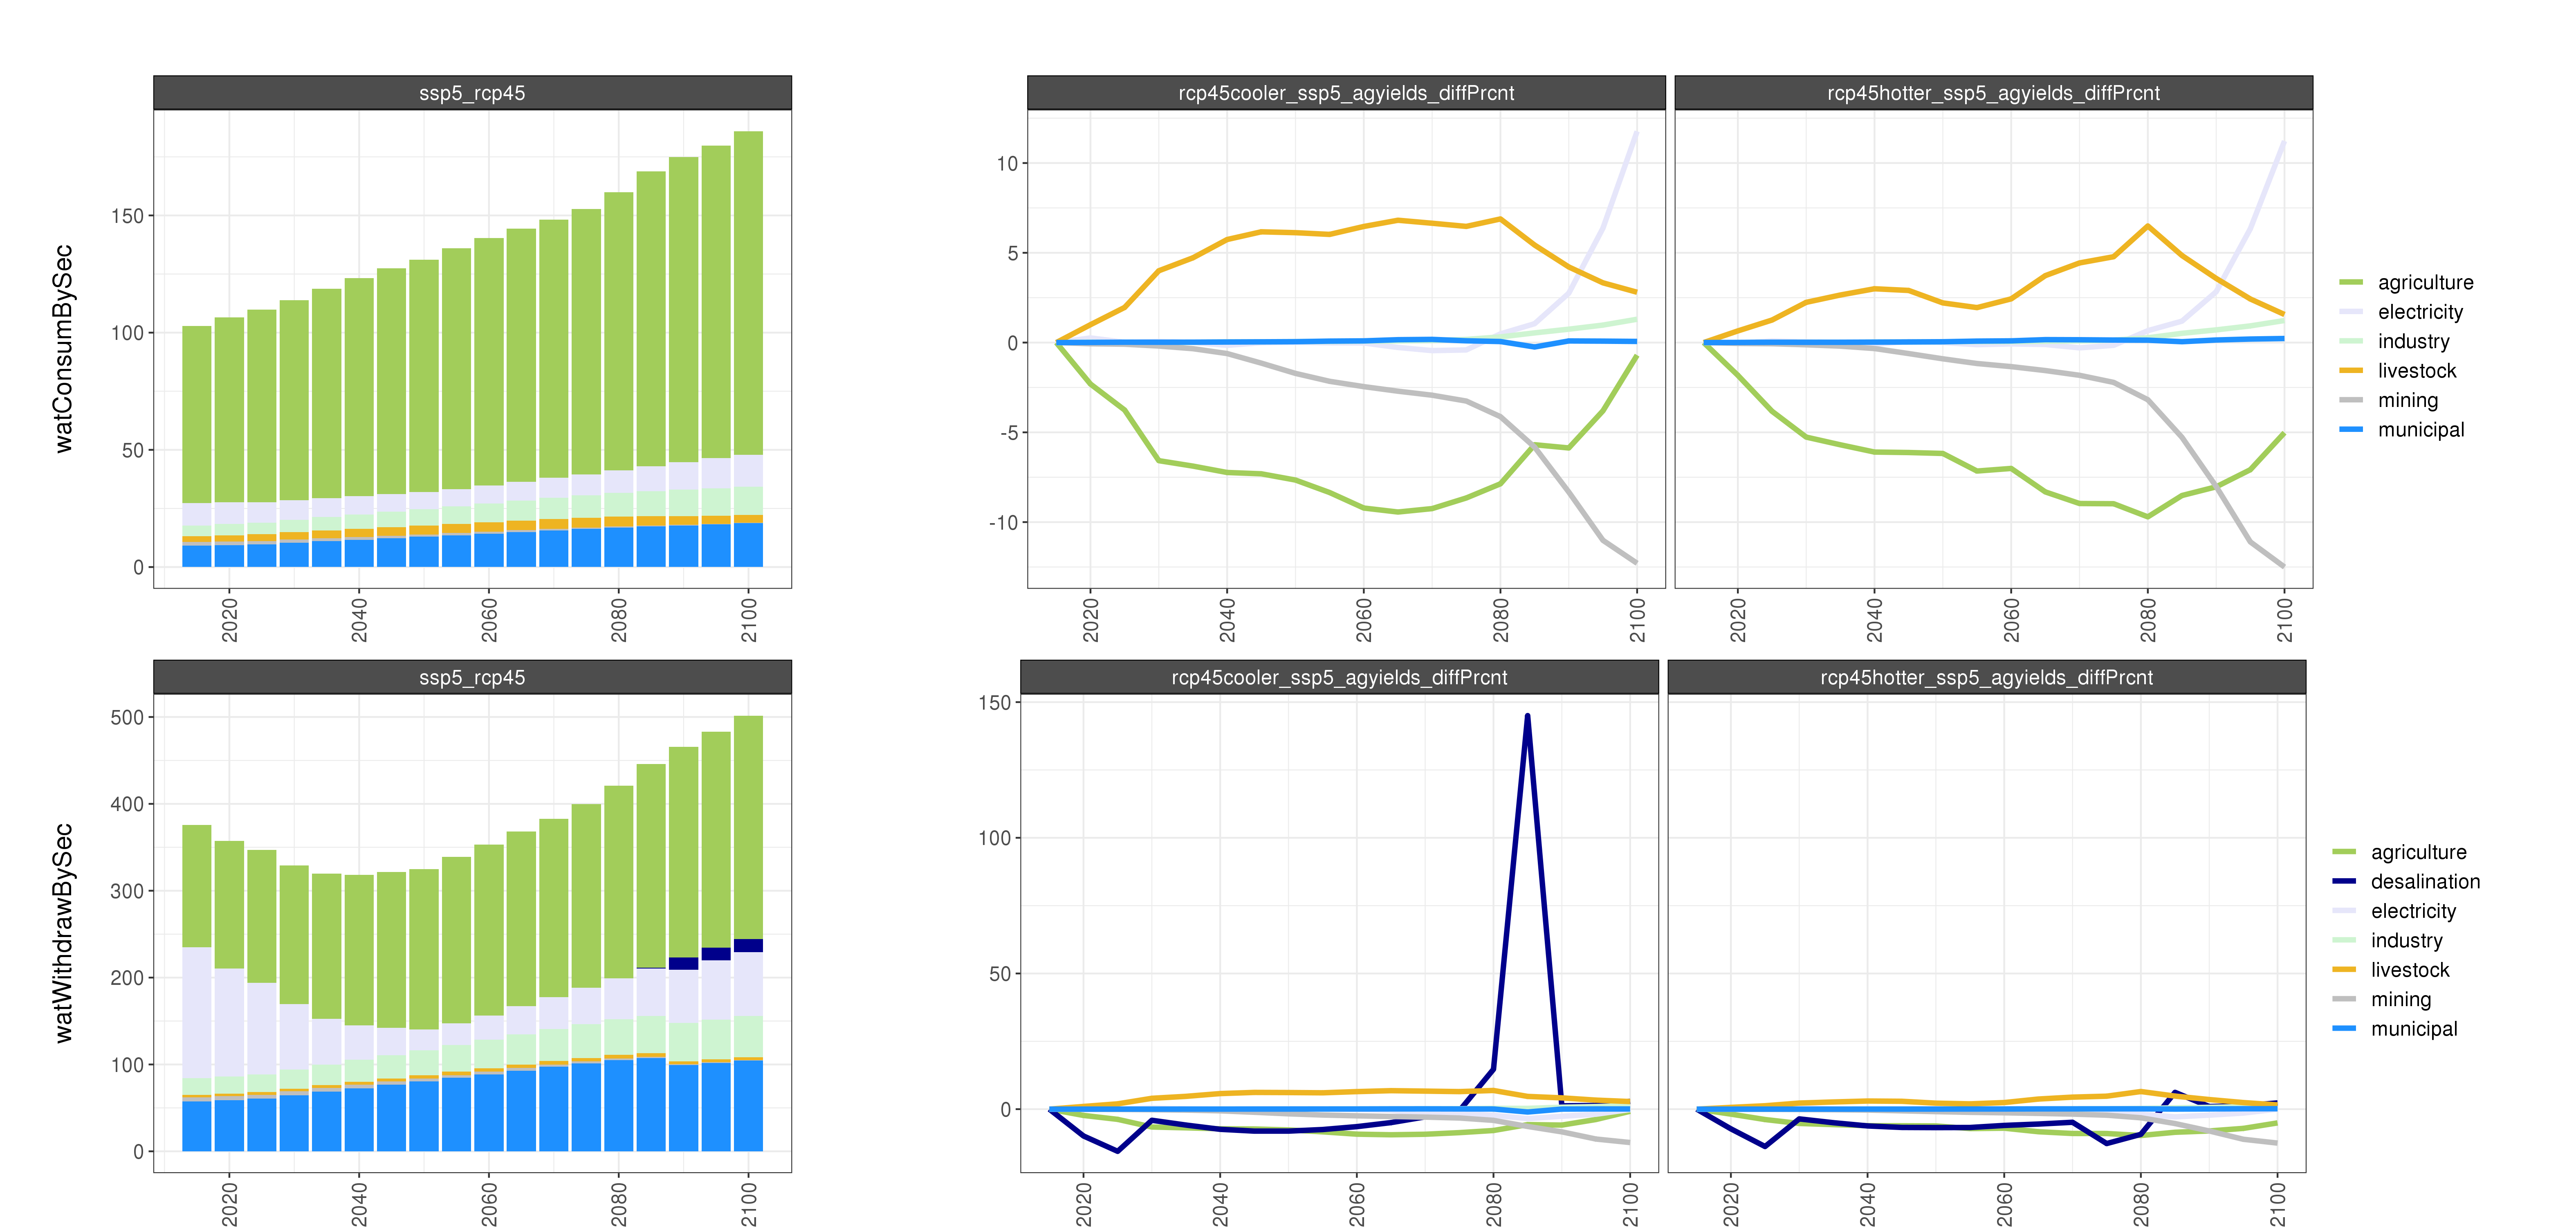 ssp5_rcp45
rcp45cooler_ssp5_agyields_diffPrcnt
rcp45hotter_ssp5_agyields_diffPrcnt
watConsumBySec
150
100
50
0
2020
2040
2060
2080
2100
10
5
0
-5
-10
2020
2040
2060
2080
2100
2020
2040
2060
2080
2100
agriculture
electricity
industry
livestock
mining
municipal
ssp5_rcp45
rcp45cooler_ssp5_agyields_diffPrcnt
rcp45hotter_ssp5_agyields_diffPrcnt
watWithdrawBySec
500
400
300
200
100
0
2020
2040
2060
2080
2100
150
100
50
0
2020
2040
2060
2080
2100
2020
2040
2060
2080
2100
agriculture
desalination
electricity
industry
livestock
mining
municipal